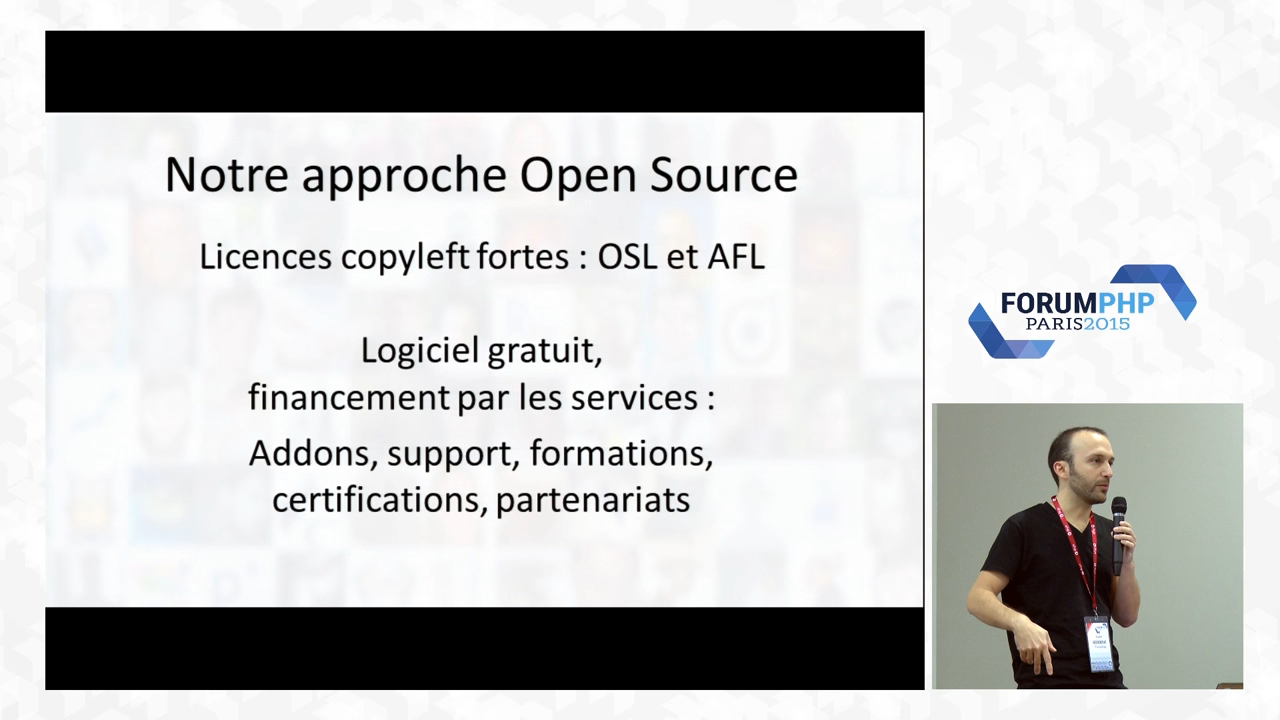 Notre approche Open Source
Licences copyleft fortes : OSL et AFL
Logiciel gratuit,
financement par les services :
Addons, support, formations,
certifications, partenariats
FORUMPHP
PARIS2015